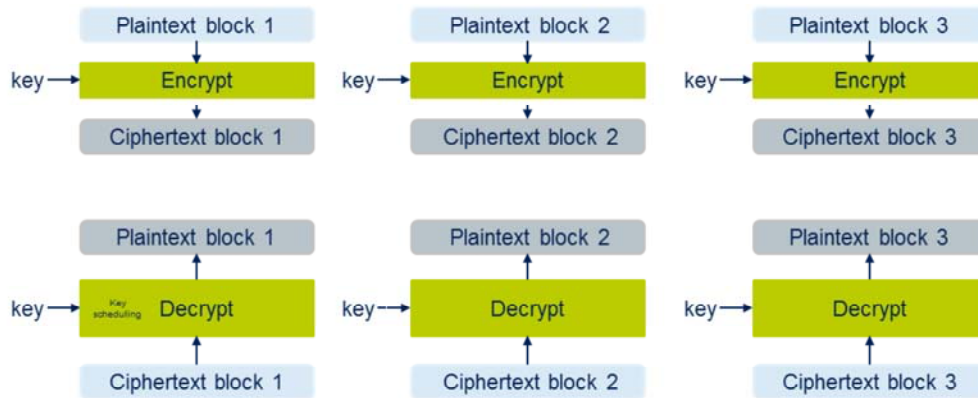 Plaintext block 1 Plaintext block 2 Plaintext block 3
key Encrypt key Encrypt key Encrypt
Ciphertext block 1 Ciphertext block 2 Ciphertext block 3
Plaintext block 1 Plaintext block 2 Plaintext block 3
key Key scheduling Decrypt key Decrypt key Decrypt
Ciphertext block 1 Ciphertext block 2 Ciphertext block 3